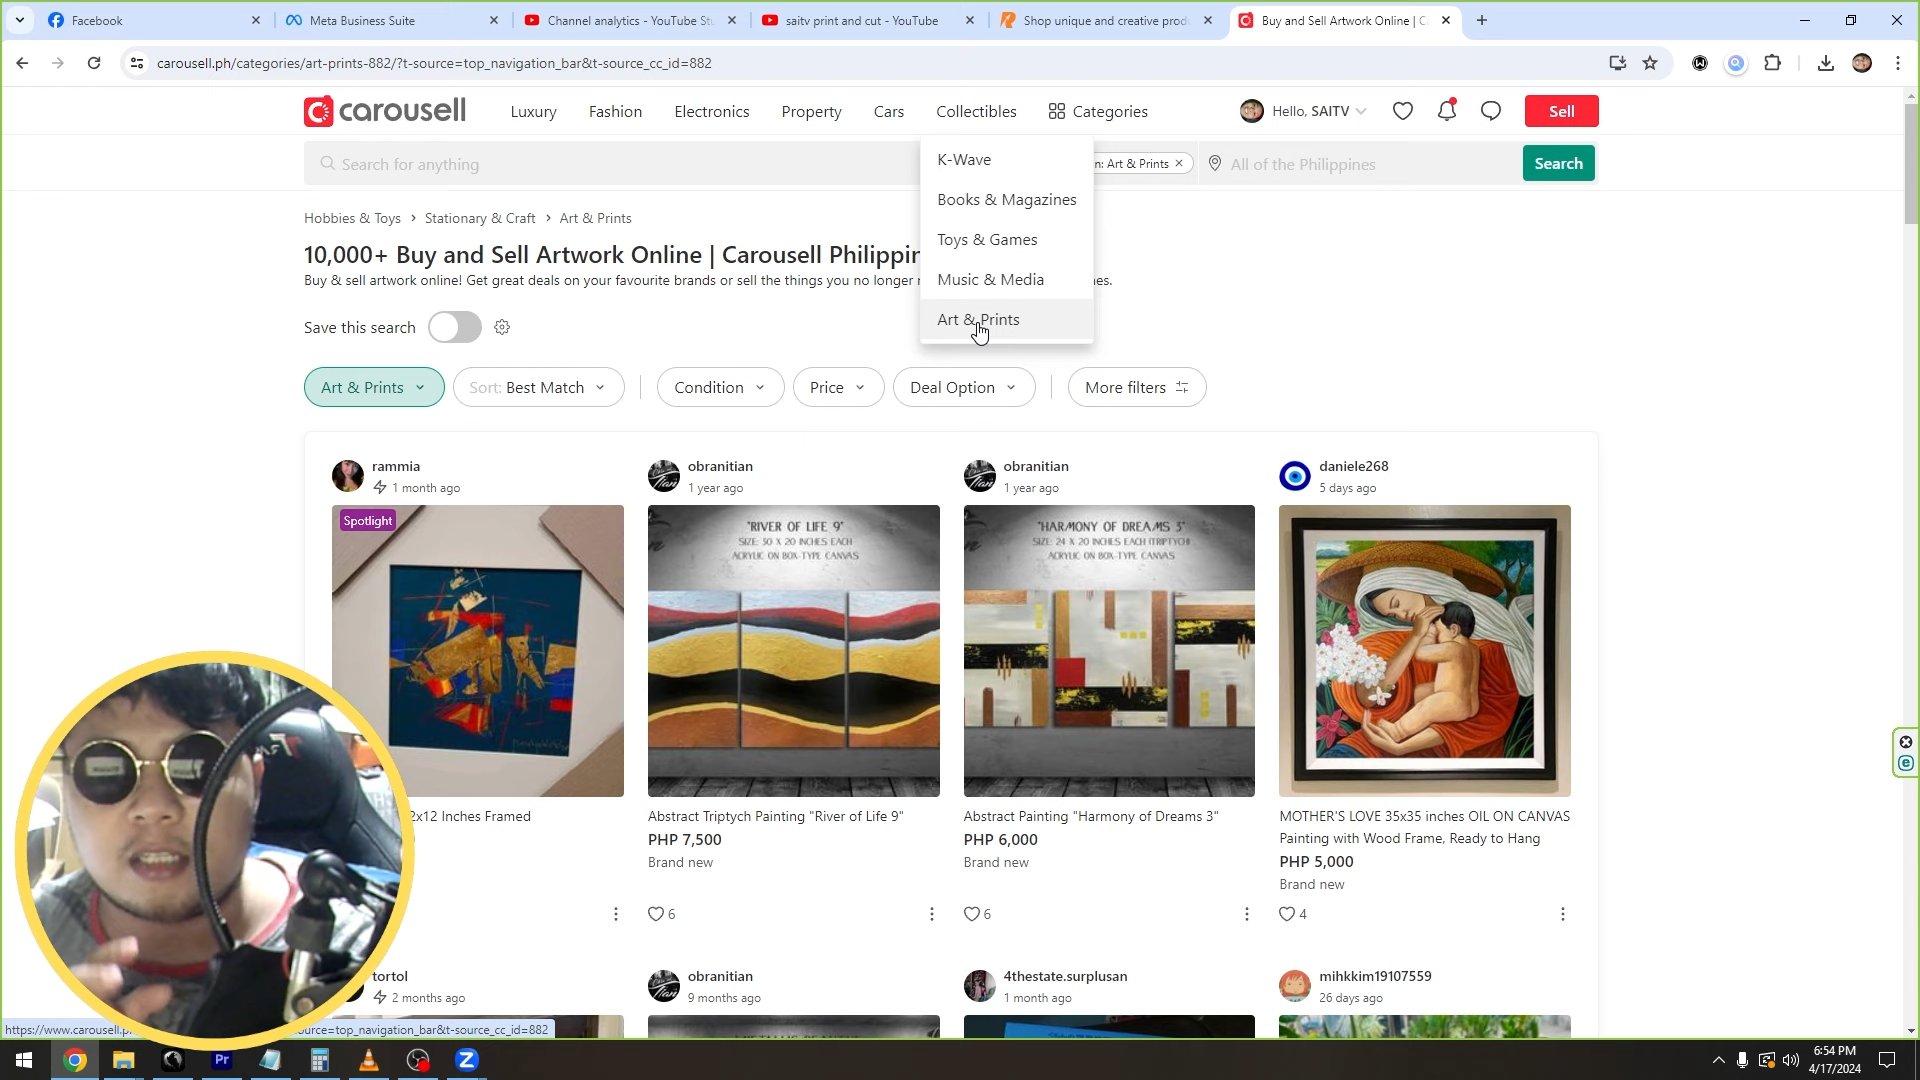 Facebook
Meta Business Suite
Channel analytics - YouTube Stu
saitv print and cut - YouTube
Shop unique and creative produ
Buy and Sell Artwork Online | C
carousell.ph/categories/art-prints-882/?t-source=top_navigation_bar&t-source_cc_id=882
carousell
Luxury
Fashion
Electronics
Property
Cars
Collectibles
Categories
Hello, SAITV
Sell
Search for anything
n: Art & Prints
All of the Philippines
Search
K-Wave
Books & Magazines
Toys & Games
Music & Media
Art & Prints
Hobbies & Toys > Stationary & Craft > Art & Prints
10,000+ Buy and Sell Artwork Online | Carousell Philippin
Buy & sell artwork online! Get great deals on your favourite brands or sell the things you no longer
nes.
Save this search
Art & Prints
Sort: Best Match
Condition
Price
Deal Option
More filters
rammia
1 month ago
obranitian
1 year ago
obranitian
1 year ago
daniele268
5 days ago
Spotlight
"RIVER OF LIFE 9"
SIZE: 30 X 20 INCHES EACH
ACRYLIC ON BOX-TYPE CANVAS
"HARMONY OF DREAMS 3"
SIZE: 24 X 20 INCHES EACH (TRIPTYCH)
ACRYLIC ON BOX-TYPE CANVAS
2x12 Inches Framed
Abstract Triptych Painting "River of Life 9"
PHP 7,500
Brand new
6
Abstract Painting "Harmony of Dreams 3"
PHP 6,000
Brand new
6
MOTHER'S LOVE 35x35 inches OIL ON CANVAS
Painting with Wood Frame, Ready to Hang
PHP 5,000
Brand new
4
tortol
2 months ago
obranitian
9 months ago
4thestate.surplusan
1 month ago
mihkkim19107559
26 days ago
https://www.carousell.p
ource=top_navigation_bar&t-source_cc_id=882
Pr
6:54 PM
4/17/2024